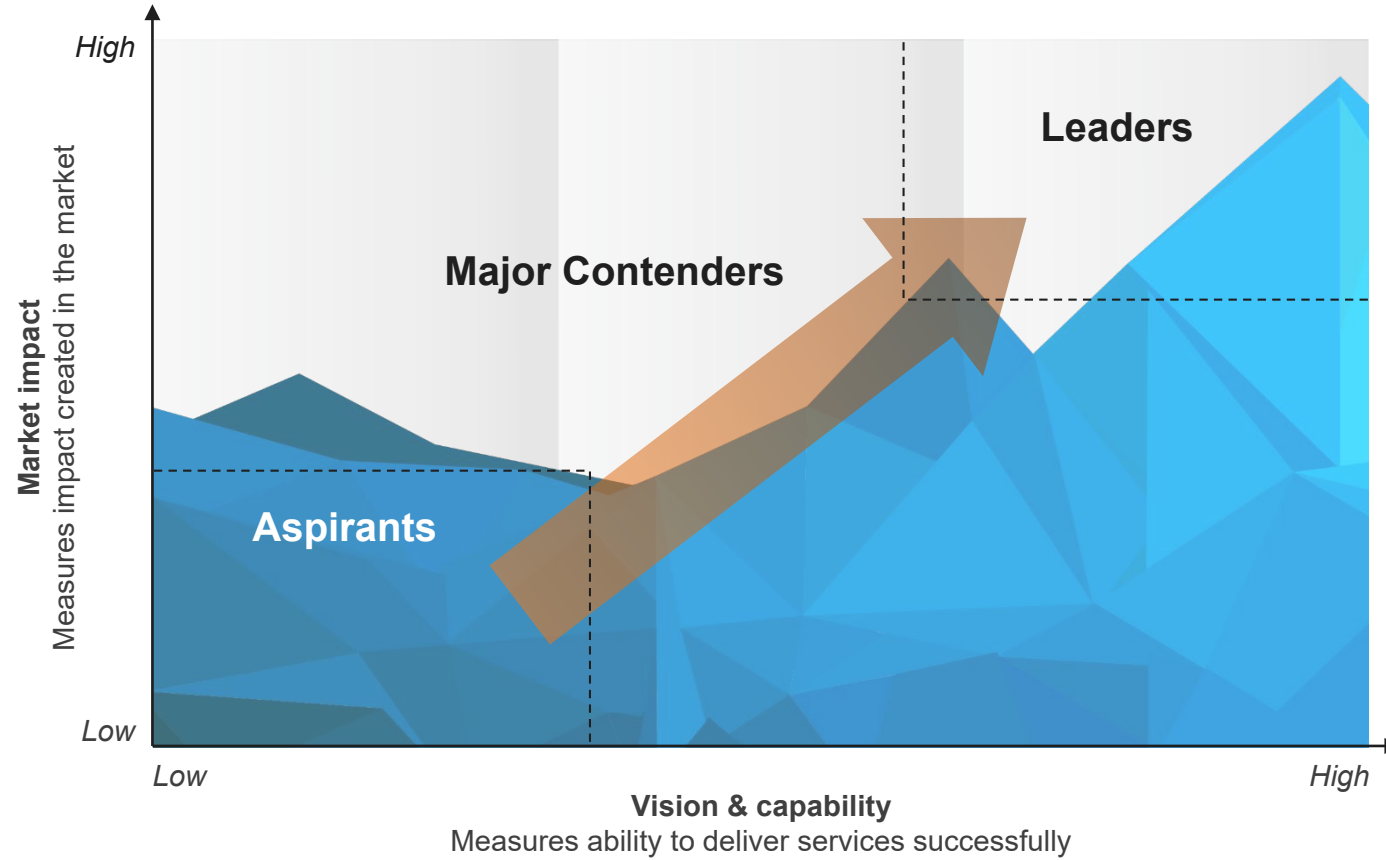 High
Leaders
Major Contenders
Market impact
Measures impact created in the market
Aspirants
Low
Low
High
Vision & capability
Measures ability to deliver services successfully